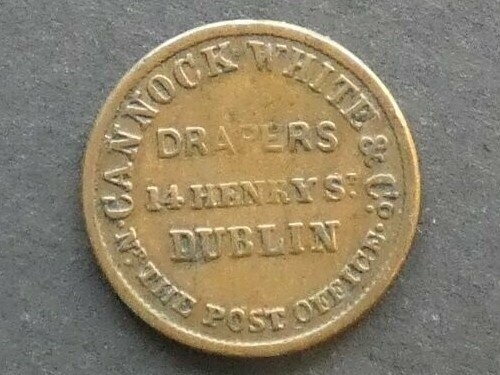 CANNOCK WHITE & Co.
DRAPERS
14 HENRY ST.
DUBLIN
Nr. THE POST OFFICE